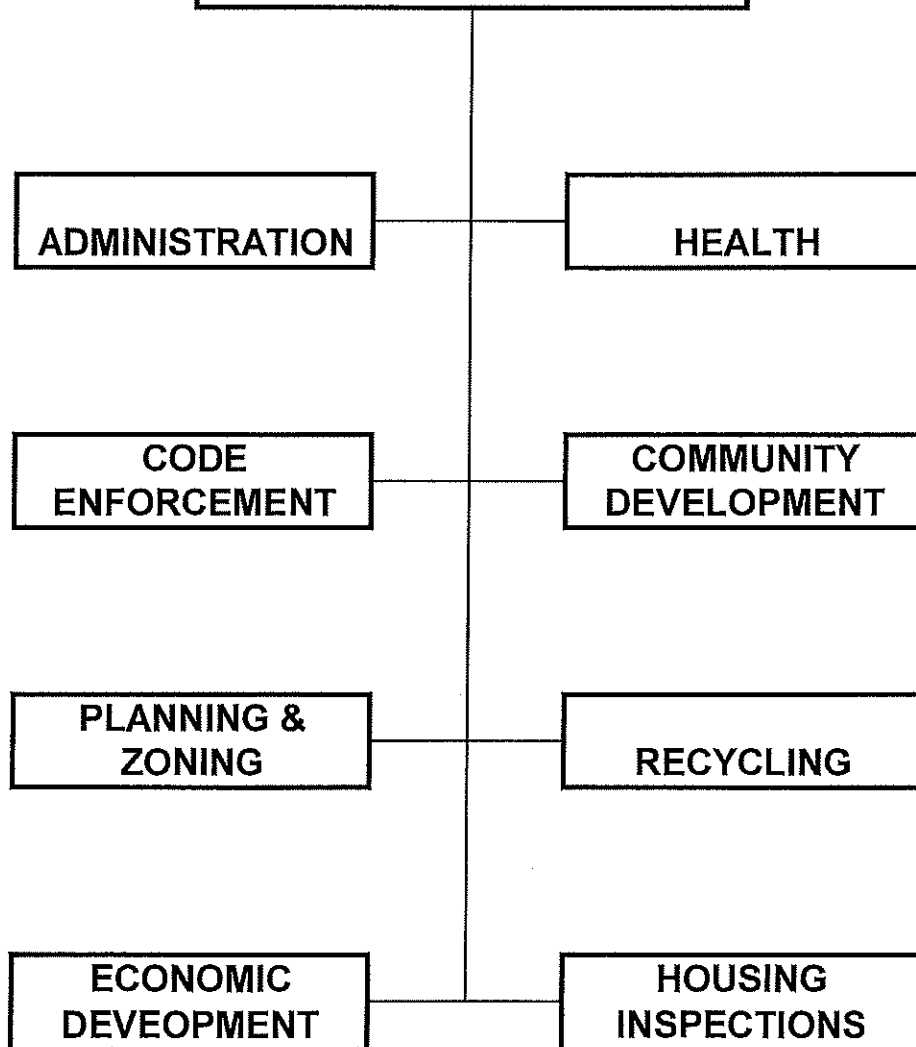 ADMINISTRATION
HEALTH
CODE
ENFORCEMENT
COMMUNITY
DEVELOPMENT
PLANNING &
ZONING
RECYCLING
ECONOMIC
DEVEOPMENT
HOUSING
INSPECTIONS